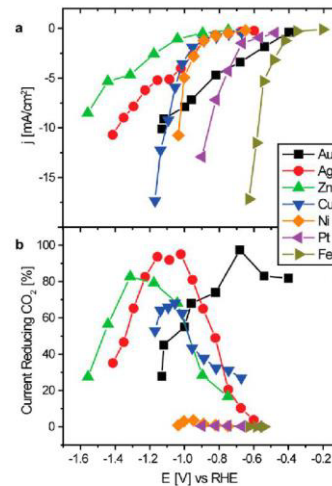 a
j [mA/cm²]
0
-5
-10
-15
Au
Ag
Zn
Cu
Ni
Pt
Fe
b
Current Reducing CO₂ [%]
100
80
60
40
20
0
-1.6 -1.4 -1.2 -1.0 -0.8 -0.6 -0.4 -0.2
E [V] vs RHE